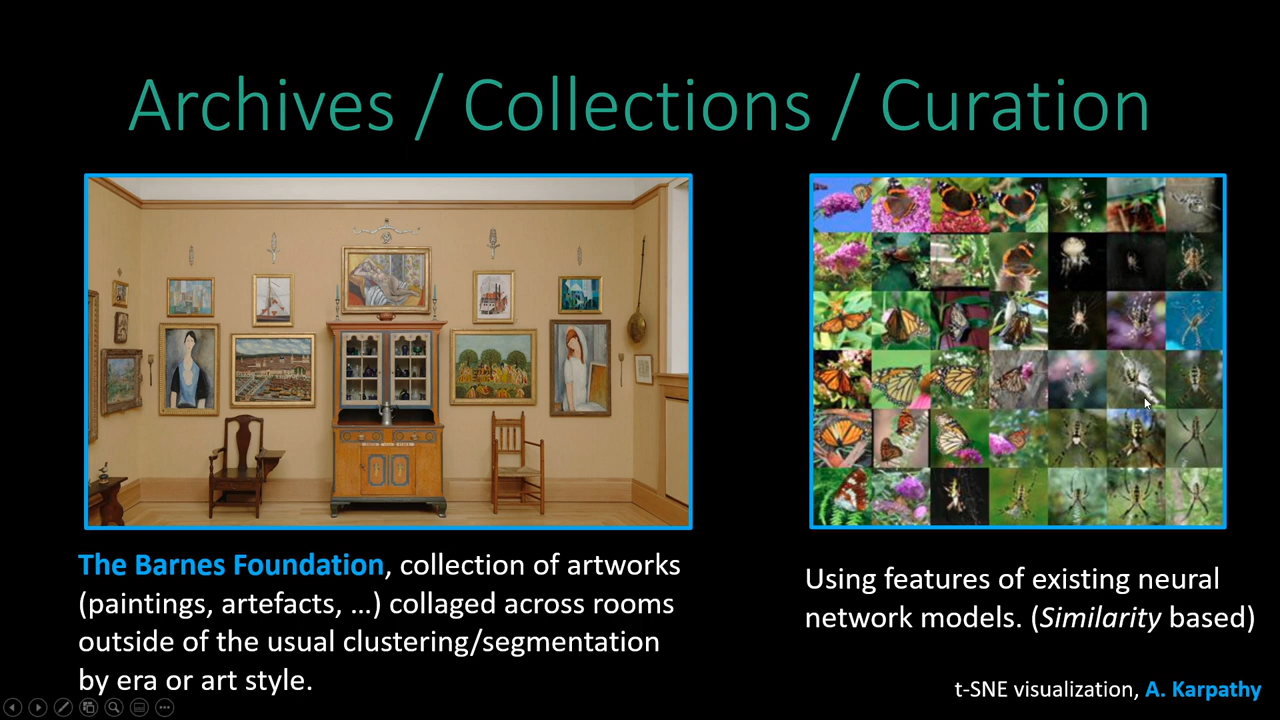 Archives / Collections / Curation
The Barnes Foundation, collection of artworks
(paintings, artefacts, ...) collaged across rooms
outside of the usual clustering/segmentation
by era or art style.
Using features of existing neural
network models. (Similarity based)
t-SNE visualization, A. Karpathy